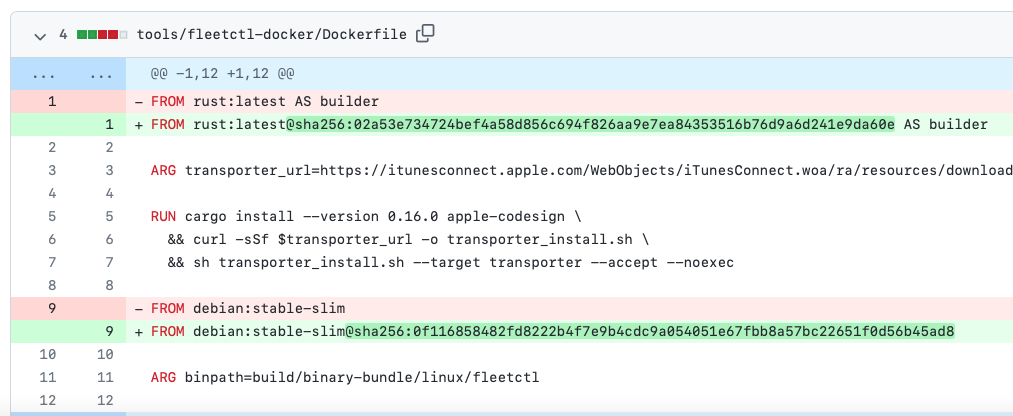 4 tools/fleetctl-docker/Dockerfile
... ... @@ -1,12 +1,12 @@
1 - FROM rust:latest AS builder
1 + FROM rust:latest@sha256:02a53e734724bef4a58d856c694f826aa9e7ea84353516b76d9a6d241e9da60e AS builder
2 2
3 3 ARG transporter_url=https://itunesconnect.apple.com/WebObjects/iTunesConnect.woa/ra/resources/download
4 4
5 5 RUN cargo install --version 0.16.0 apple-codesign \
6 6 && curl -sSf $transporter_url -o transporter_install.sh \
7 7 && sh transporter_install.sh --target transporter --accept --noexec
8 8
9 - FROM debian:stable-slim
9 + FROM debian:stable-slim@sha256:0f116858482fd8222b4f7e9b4cdc9a054051e67fbb8a57bc22651f0d56b45ad8
10 10
11 11 ARG binpath=build/binary-bundle/linux/fleetctl
12 12